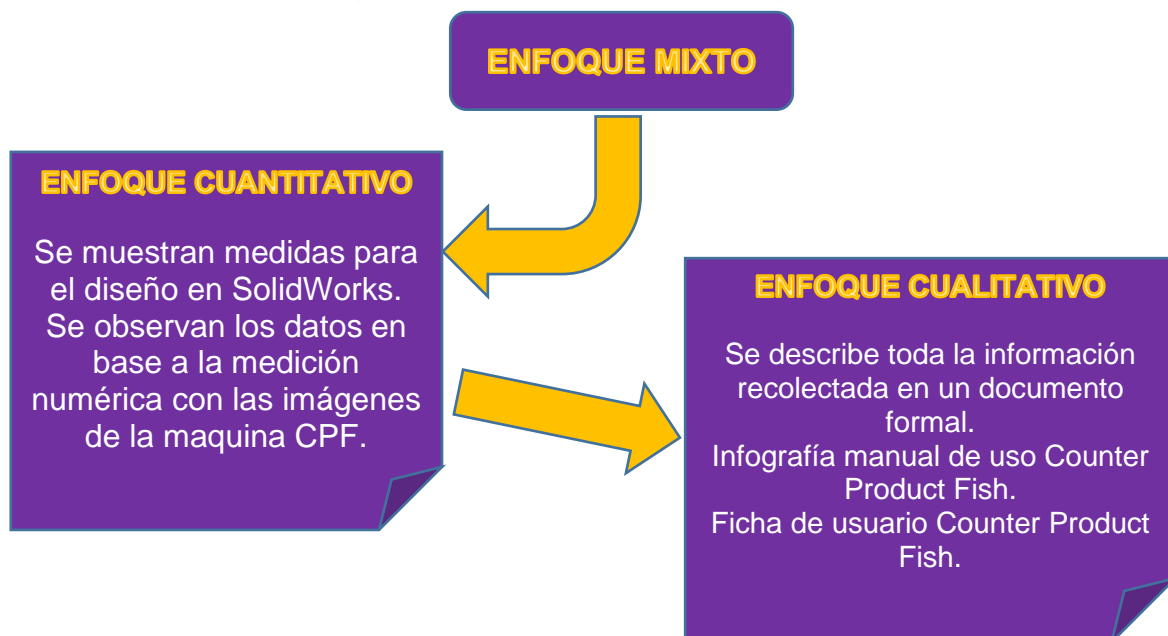 ENFOQUE MIXTO
ENFOQUE CUANTITATIVO
Se muestran medidas para
el diseño en SolidWorks.
Se observan los datos en
base a la medición
numérica con las imágenes
de la maquina CPF.
ENFOQUE CUALITATIVO
Se describe toda la información
recolectada en un documento
formal.
Infografía manual de uso Counter
Product Fish.
Ficha de usuario Counter Product
Fish.